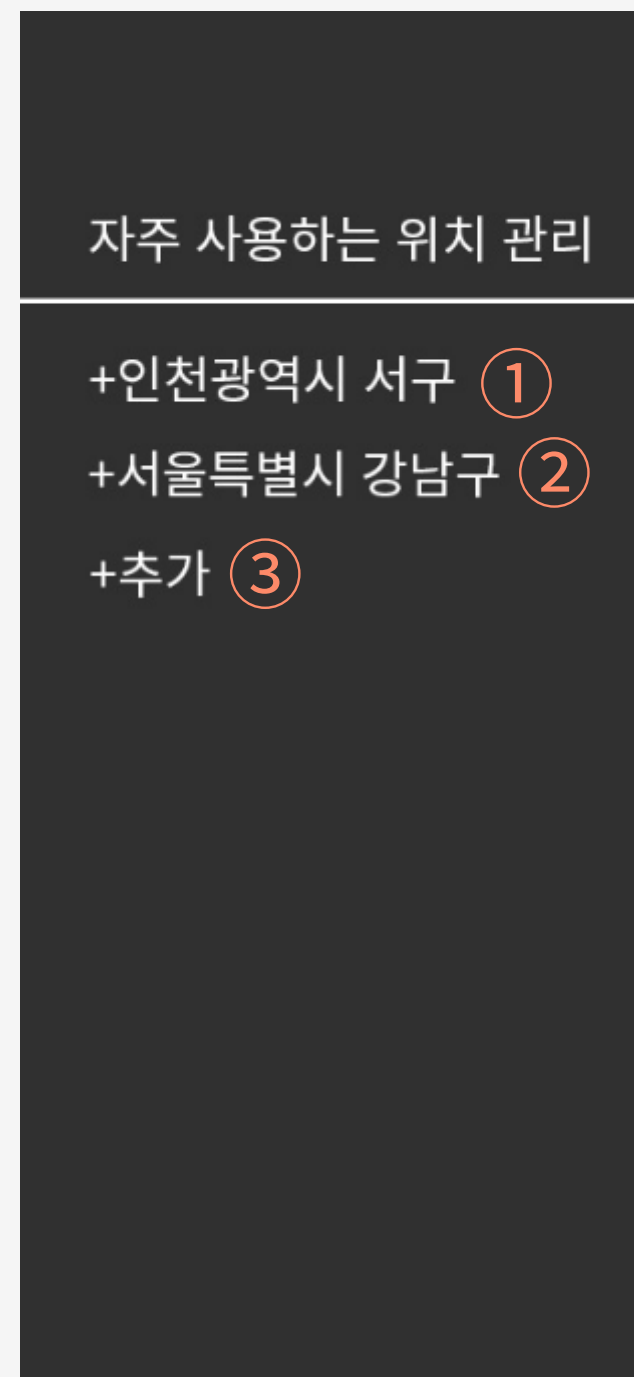 자주 사용하는 위치 관리
+인천광역시 서구 ①
+서울특별시 강남구 ②
+추가 ③